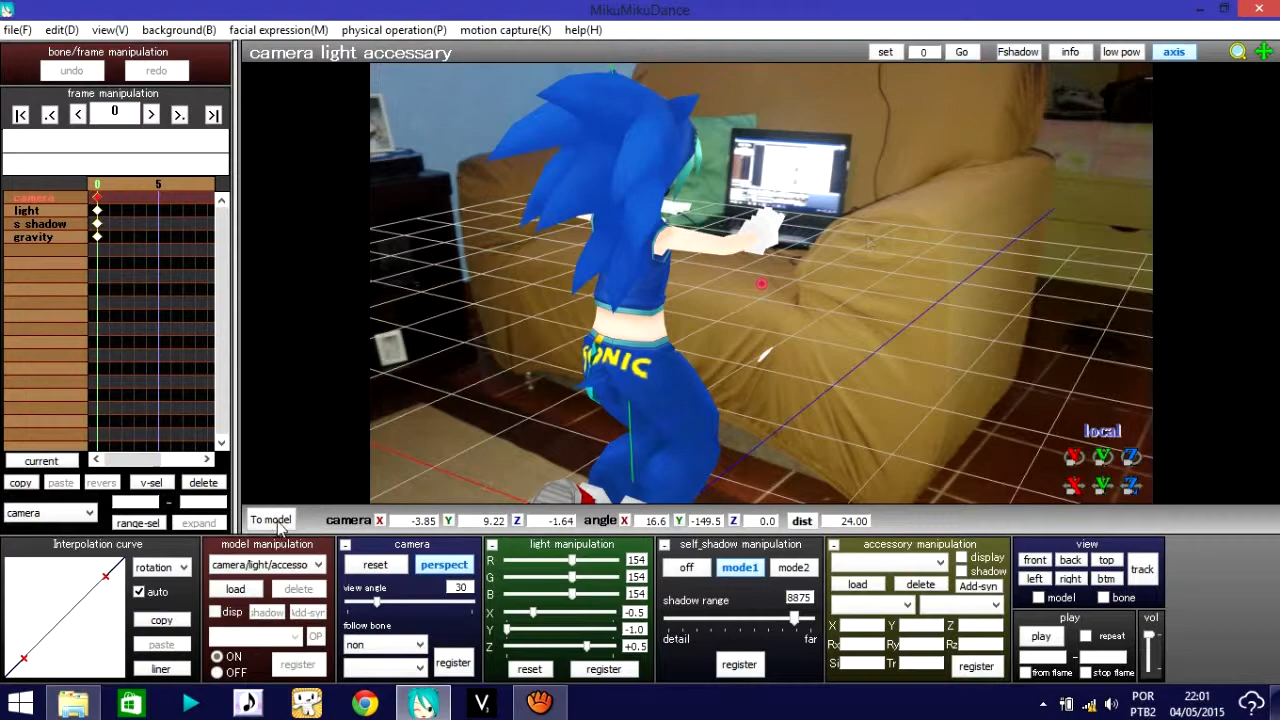 MikuMikuDance
file(F) edit(D) view(V) background(B) facial expression(M) physical operation(P) motion capture(K) help(H)
bone/frame manipulation
undo redo
frame manipulation
|< .< < 0 > >. >|
camera light accessary
set 0 Go Fshadow info low pow axis
0 5
camera
light
s shadow
gravity
current
copy paste revers v-sel delete
camera - range-sel expand
SONIC
local
X Y Z
X Y Z
To model camera X -3.85 Y 9.22 Z -1.64 angle X 16.6 Y -149.5 Z 0.0 dist 24.00
Interpolation curve
rotation
auto
copy
paste
liner
model manipulation
camera/light/accesso
load delete
disp shadow Add-syn
OP
ON
OFF
register
camera
reset perspect
view angle 30
follow bone
non
register
light manipulation
R 154
G 154
B 154
X -0.5
Y -1.0
Z +0.5
reset register
self_shadow manipulation
off mode1 mode2
shadow range 8875
detail far
register
accessory manipulation
display
shadow
load delete Add-syn
X Y Z
Rx Ry Rz
Si Tr register
view
front back top
left right btm
track
model bone
play
play repeat
-
from flame stop flame
vol
POR
PTB2
22:01
04/05/2015